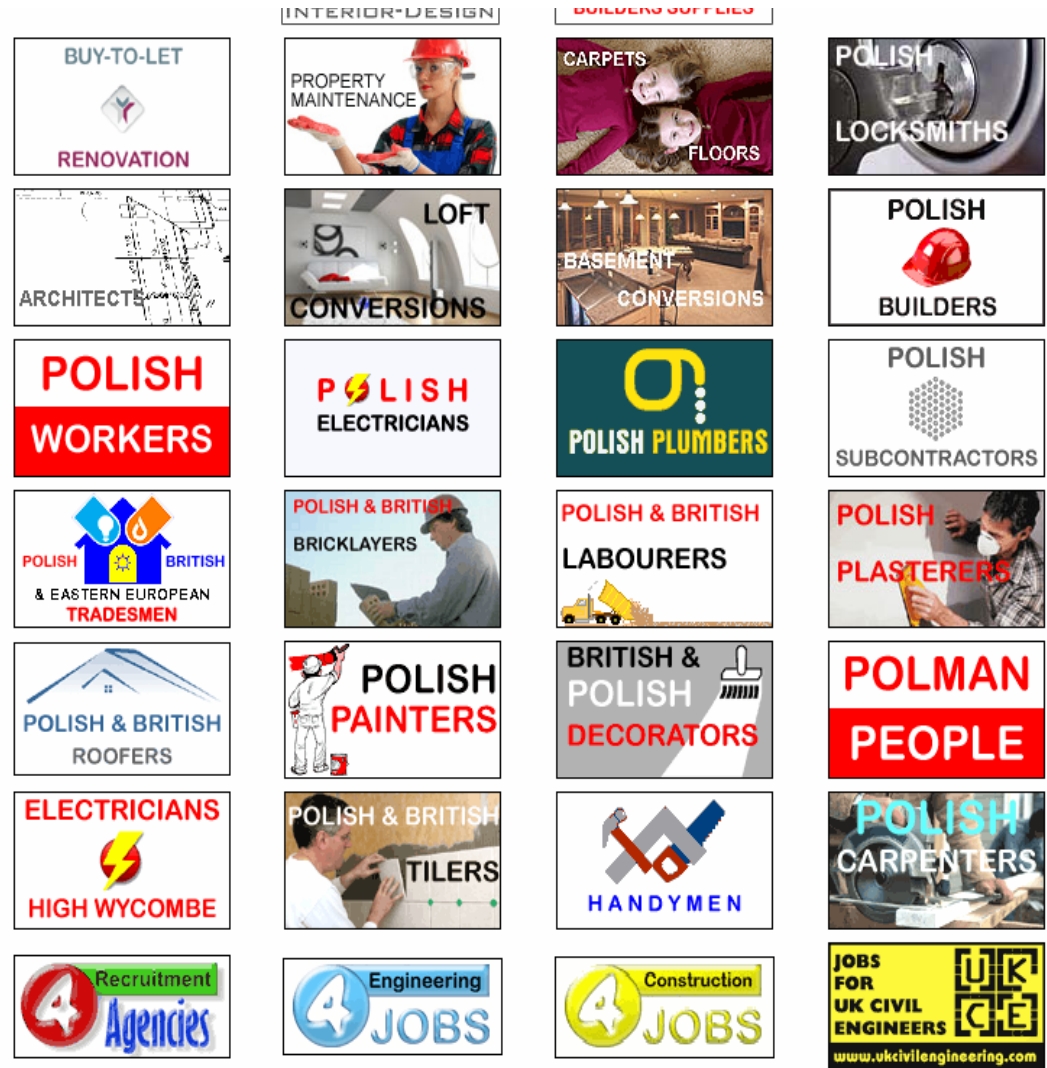 INTERIOR-DESIGN
BUILDERS SUPPLIES
BUY-TO-LET
RENOVATION
PROPERTY
MAINTENANCE
CARPETS
FLOORS
POLISH
LOCKSMITHS
ARCHITECTS
LOFT
CONVERSIONS
BASEMENT
CONVERSIONS
POLISH
BUILDERS
POLISH
WORKERS
POLISH
ELECTRICIANS
POLISH PLUMBERS
POLISH
SUBCONTRACTORS
POLISH BRITISH
& EASTERN EUROPEAN
TRADESMEN
POLISH & BRITISH
BRICKLAYERS
POLISH & BRITISH
LABOURERS
POLISH
PLASTERERS
POLISH & BRITISH
ROOFERS
POLISH
PAINTERS
BRITISH &
POLISH
DECORATORS
POLMAN
PEOPLE
ELECTRICIANS
HIGH WYCOMBE
POLISH & BRITISH
TILERS
HANDYMEN
POLISH
CARPENTERS
4 Recruitment
Agencies
4 Engineering
JOBS
4 Construction
JOBS
JOBS
FOR
UK CIVIL
ENGINEERS
UK
CE
www.ukcivilengineering.com